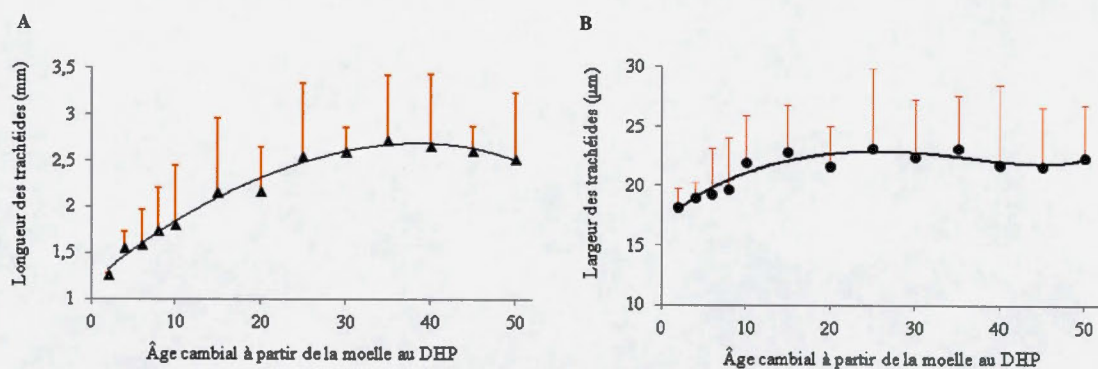 A
Longueur des trachéides (mm)
3,5
3
2,5
2
1,5
1
0 10 20 30 40 50
Âge cambial à partir de la moelle au DHP
B
Largeur des trachéides (µm)
30
25
20
15
10
0 10 20 30 40 50
Âge cambial à partir de la moelle au DHP